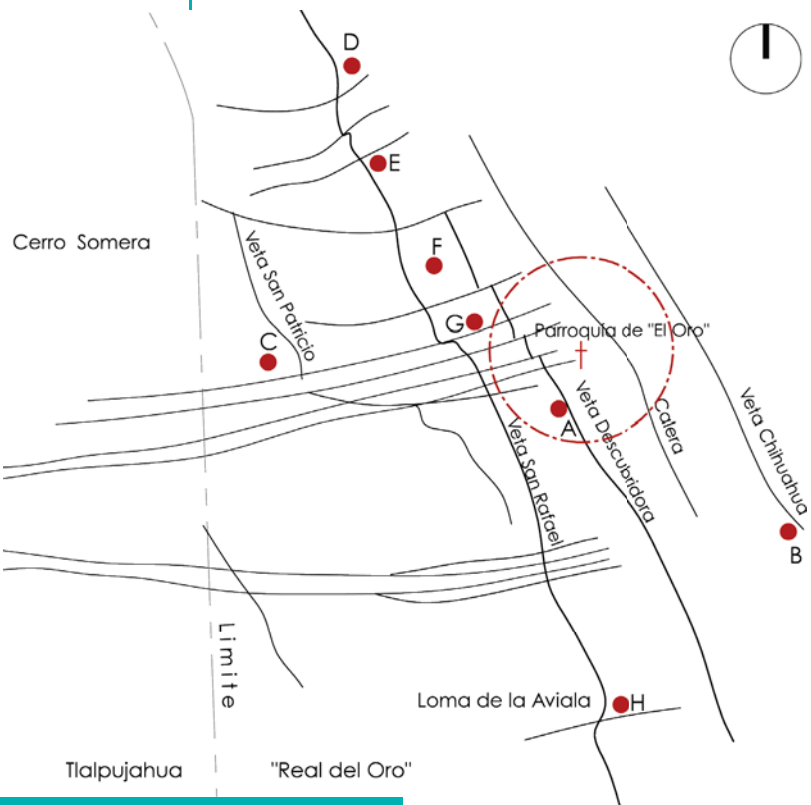 D
E
Cerro Somera
Veta San Patricio
F
G
Parroquia de "El Oro"
C
A
Veta Descubridora
Calera
Veta Chihuahua
Veta San Rafael
B
Limite
Loma de la Aviala
H
Tlalpujahua
"Real del Oro"